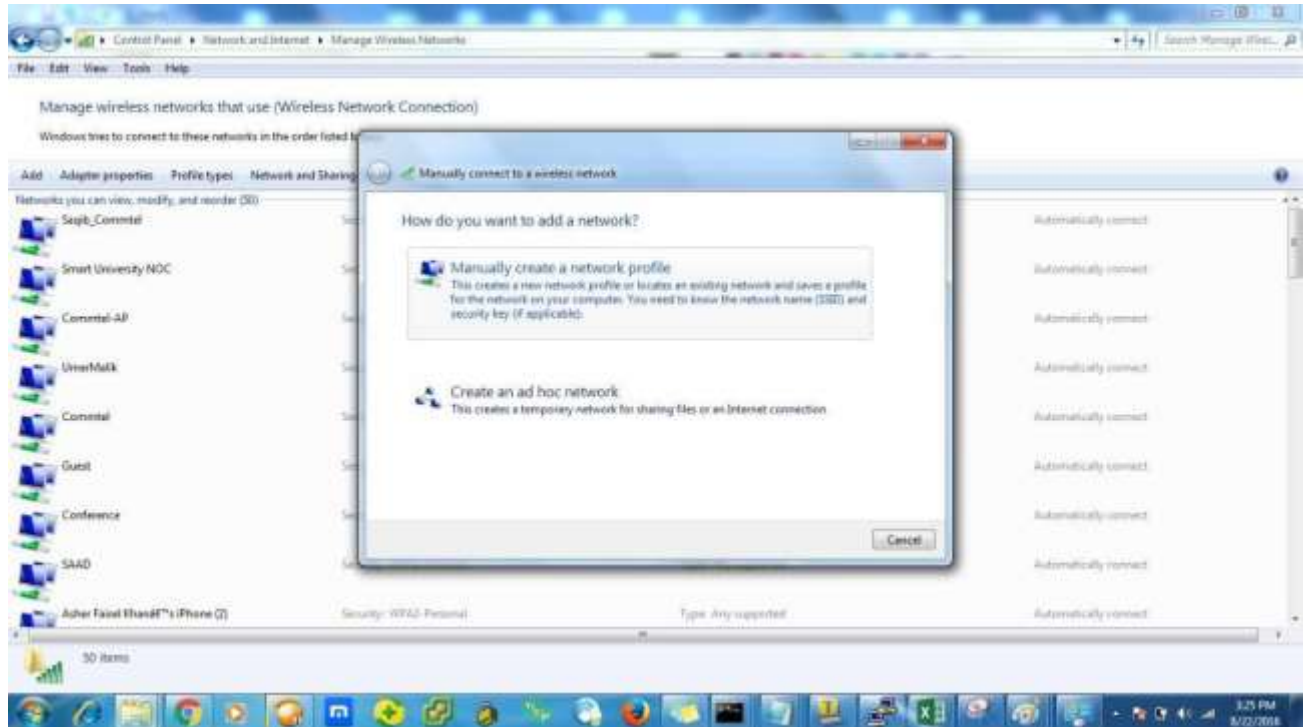 Control Panel ▸ Network and Internet ▸ Manage Wireless Networks
File Edit View Tools Help
Manage wireless networks that use (Wireless Network Connection)
Windows tries to connect to these networks in the order listed
Add Adapter properties Profile types Network and Sharing
Networks you can view, modify, and reorder (50)
Manually connect to a wireless network
How do you want to add a network?
Manually create a network profile
This creates a new network profile or locates an existing network and saves a profile
for the network on your computer. You need to know the network name (SSID) and
security key (if applicable).
Create an ad hoc network
This creates a temporary network for sharing files or an Internet connection
Cancel
Saqib_Commtel Automatically connect
Smart University NOC Automatically connect
Commtel-AP Automatically connect
UmerMalik Automatically connect
Commtel Automatically connect
Guest Automatically connect
Conference Automatically connect
SAAD Automatically connect
Asher Faisal Khanâ€™s iPhone (2) Security: WPA2-Personal Type: Any supported Automatically connect
50 items
3:25 PM
8/22/2018